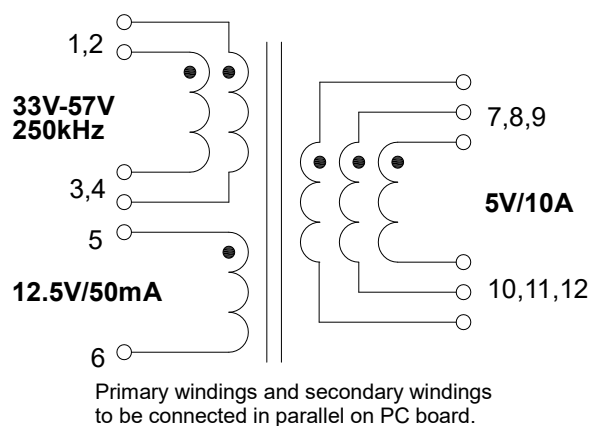 1,2
33V-57V
250kHz
3,4
5
12.5V/50mA
6
7,8,9
5V/10A
10,11,12
Primary windings and secondary windings
to be connected in parallel on PC board.